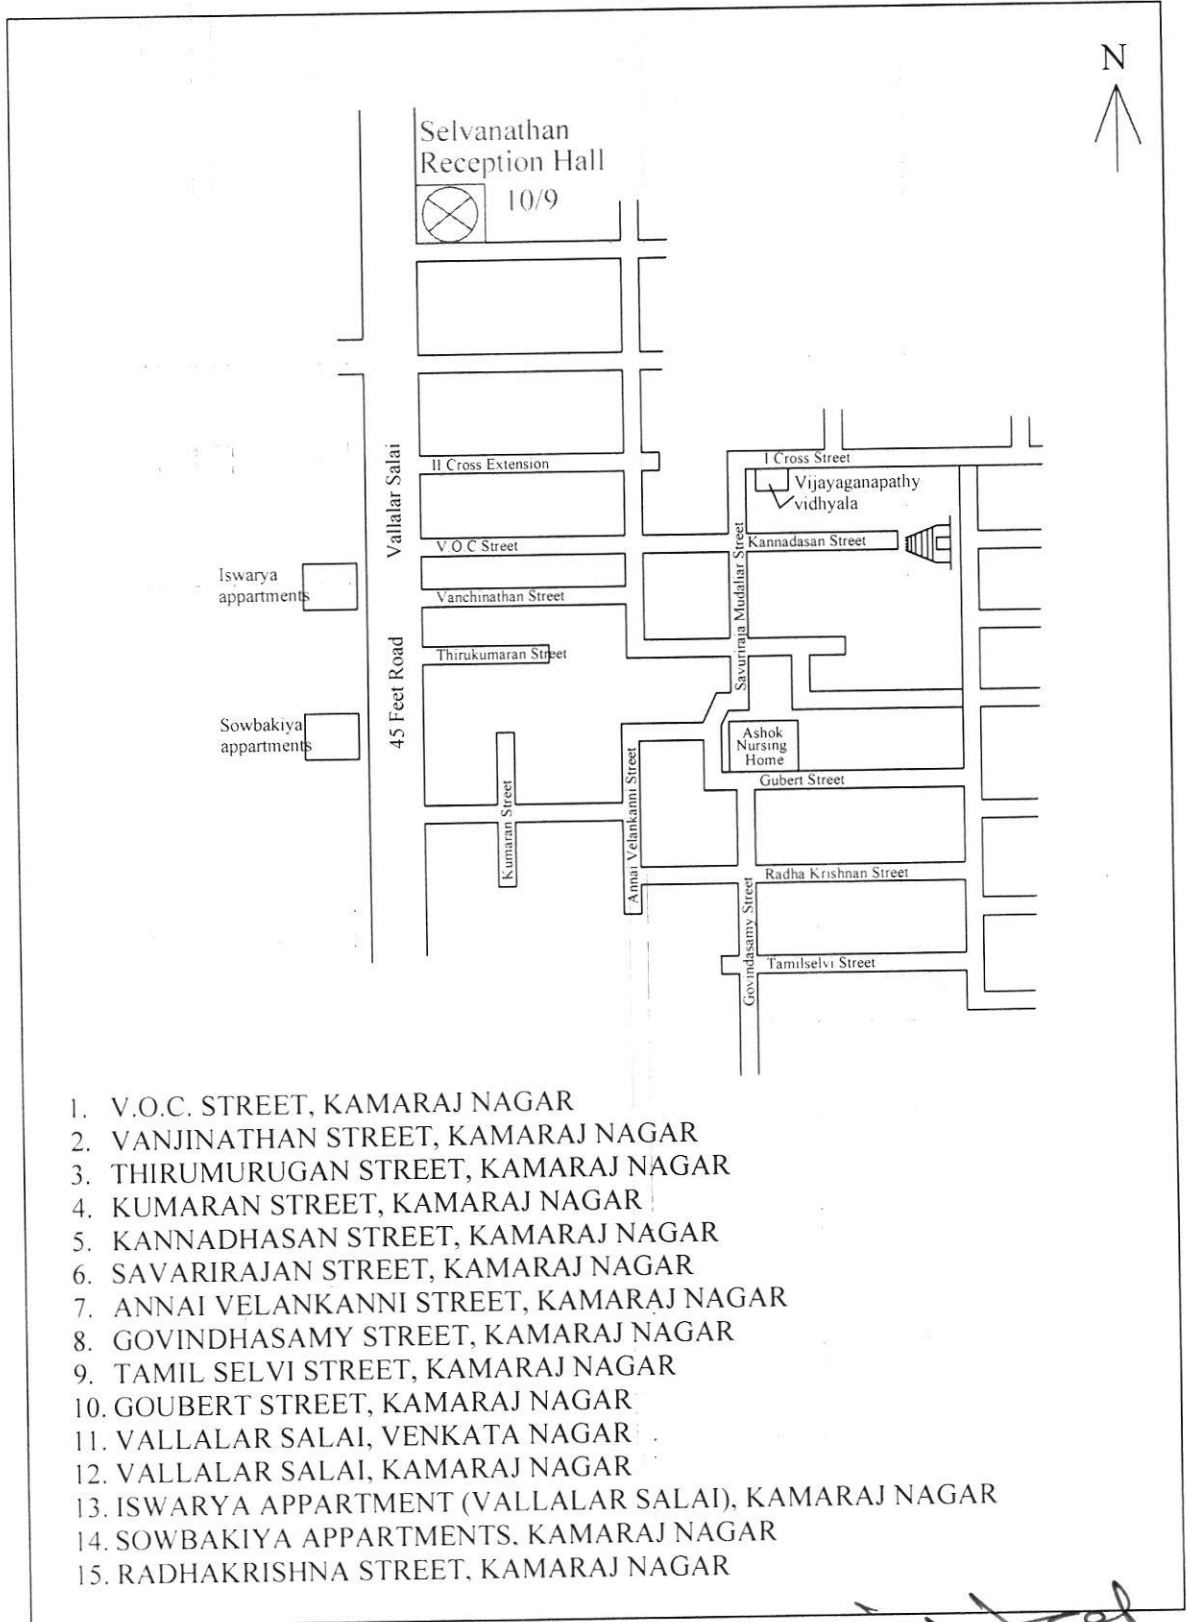 N
Selvanathan
Reception Hall
10/9
Vallalar Salai
45 Feet Road
II Cross Extension
V.O.C Street
Vanchinathan Street
Thirukumaran Street
Iswarya
appartments
Sowbakiya
appartments
Kumaran Street
Annai Velankanni Street
I Cross Street
Vijayaganapathy
vidhyala
Kannadasan Street
Savuriraja Mudaliar Street
Ashok
Nursing
Home
Gubert Street
Radha Krishnan Street
Govindasamy Street
Tamilselvi Street
1. V.O.C. STREET, KAMARAJ NAGAR
2. VANJINATHAN STREET, KAMARAJ NAGAR
3. THIRUMURUGAN STREET, KAMARAJ NAGAR
4. KUMARAN STREET, KAMARAJ NAGAR
5. KANNADHASAN STREET, KAMARAJ NAGAR
6. SAVARIRAJAN STREET, KAMARAJ NAGAR
7. ANNAI VELANKANNI STREET, KAMARAJ NAGAR
8. GOVINDHASAMY STREET, KAMARAJ NAGAR
9. TAMIL SELVI STREET, KAMARAJ NAGAR
10. GOUBERT STREET, KAMARAJ NAGAR
11. VALLALAR SALAI, VENKATA NAGAR
12. VALLALAR SALAI, KAMARAJ NAGAR
13. ISWARYA APPARTMENT (VALLALAR SALAI), KAMARAJ NAGAR
14. SOWBAKIYA APPARTMENTS, KAMARAJ NAGAR
15. RADHAKRISHNA STREET, KAMARAJ NAGAR